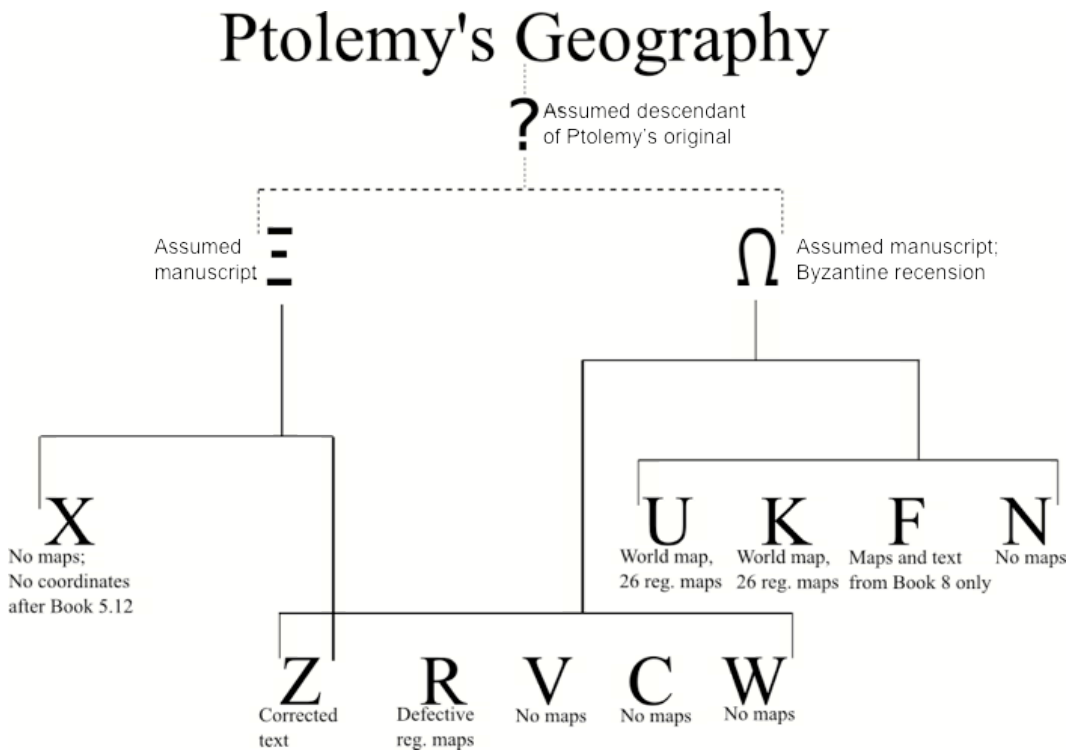 Ptolemy's Geography
?
Assumed descendant
of Ptolemy's original
Assumed
manuscript
Ξ
Ω
Assumed manuscript;
Byzantine recension
X
No maps;
No coordinates
after Book 5.12
U
World map,
26 reg. maps
K
World map,
26 reg. maps
F
Maps and text
from Book 8 only
N
No maps
Z
Corrected
text
R
Defective
reg. maps
V
No maps
C
No maps
W
No maps